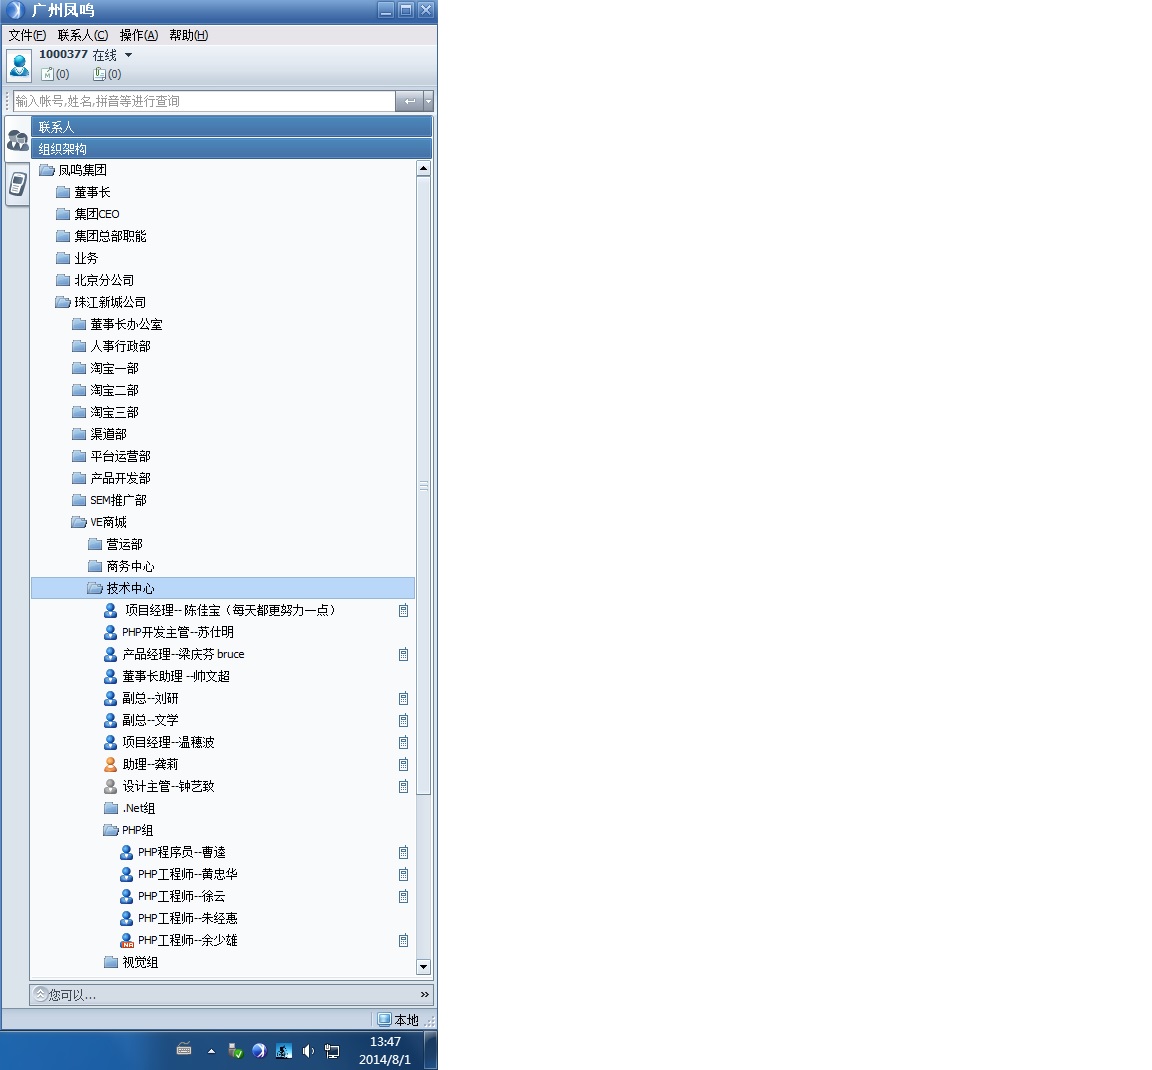 广州凤鸣
文件(F) 联系人(C) 操作(A) 帮助(H)
1000377 在线
(0) (0)
输入帐号,姓名,拼音等进行查询
联系人
组织架构
凤鸣集团
董事长
集团CEO
集团总部职能
业务
北京分公司
珠江新城公司
董事长办公室
人事行政部
淘宝一部
淘宝二部
淘宝三部
渠道部
平台运营部
产品开发部
SEM推广部
VE商城
营运部
商务中心
技术中心
项目经理--陈佳宝（每天都更努力一点）
PHP开发主管--苏仕明
产品经理--梁庆芬 bruce
董事长助理 --帅文超
副总--刘研
副总--文学
项目经理--温穗波
助理--龚莉
设计主管--钟艺致
.Net组
PHP组
PHP程序员--曹逵
PHP工程师--黄忠华
PHP工程师--徐云
PHP工程师--朱经惠
PHP工程师--余少雄
视觉组
您可以... »
本地
13:47
2014/8/1